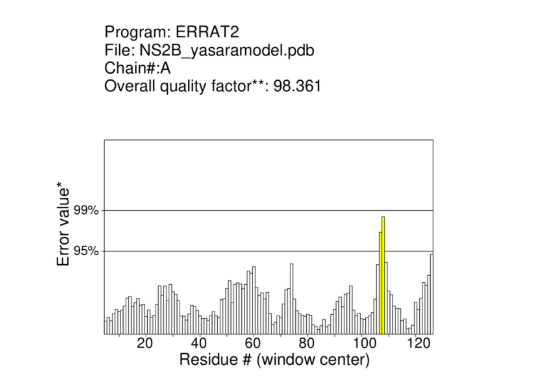 Program: ERRAT2
File: NS2B_yasaramodel.pdb
Chain#:A
Overall quality factor**: 98.361
Error value*
99%
95%
20 40 60 80 100 120
Residue # (window center)